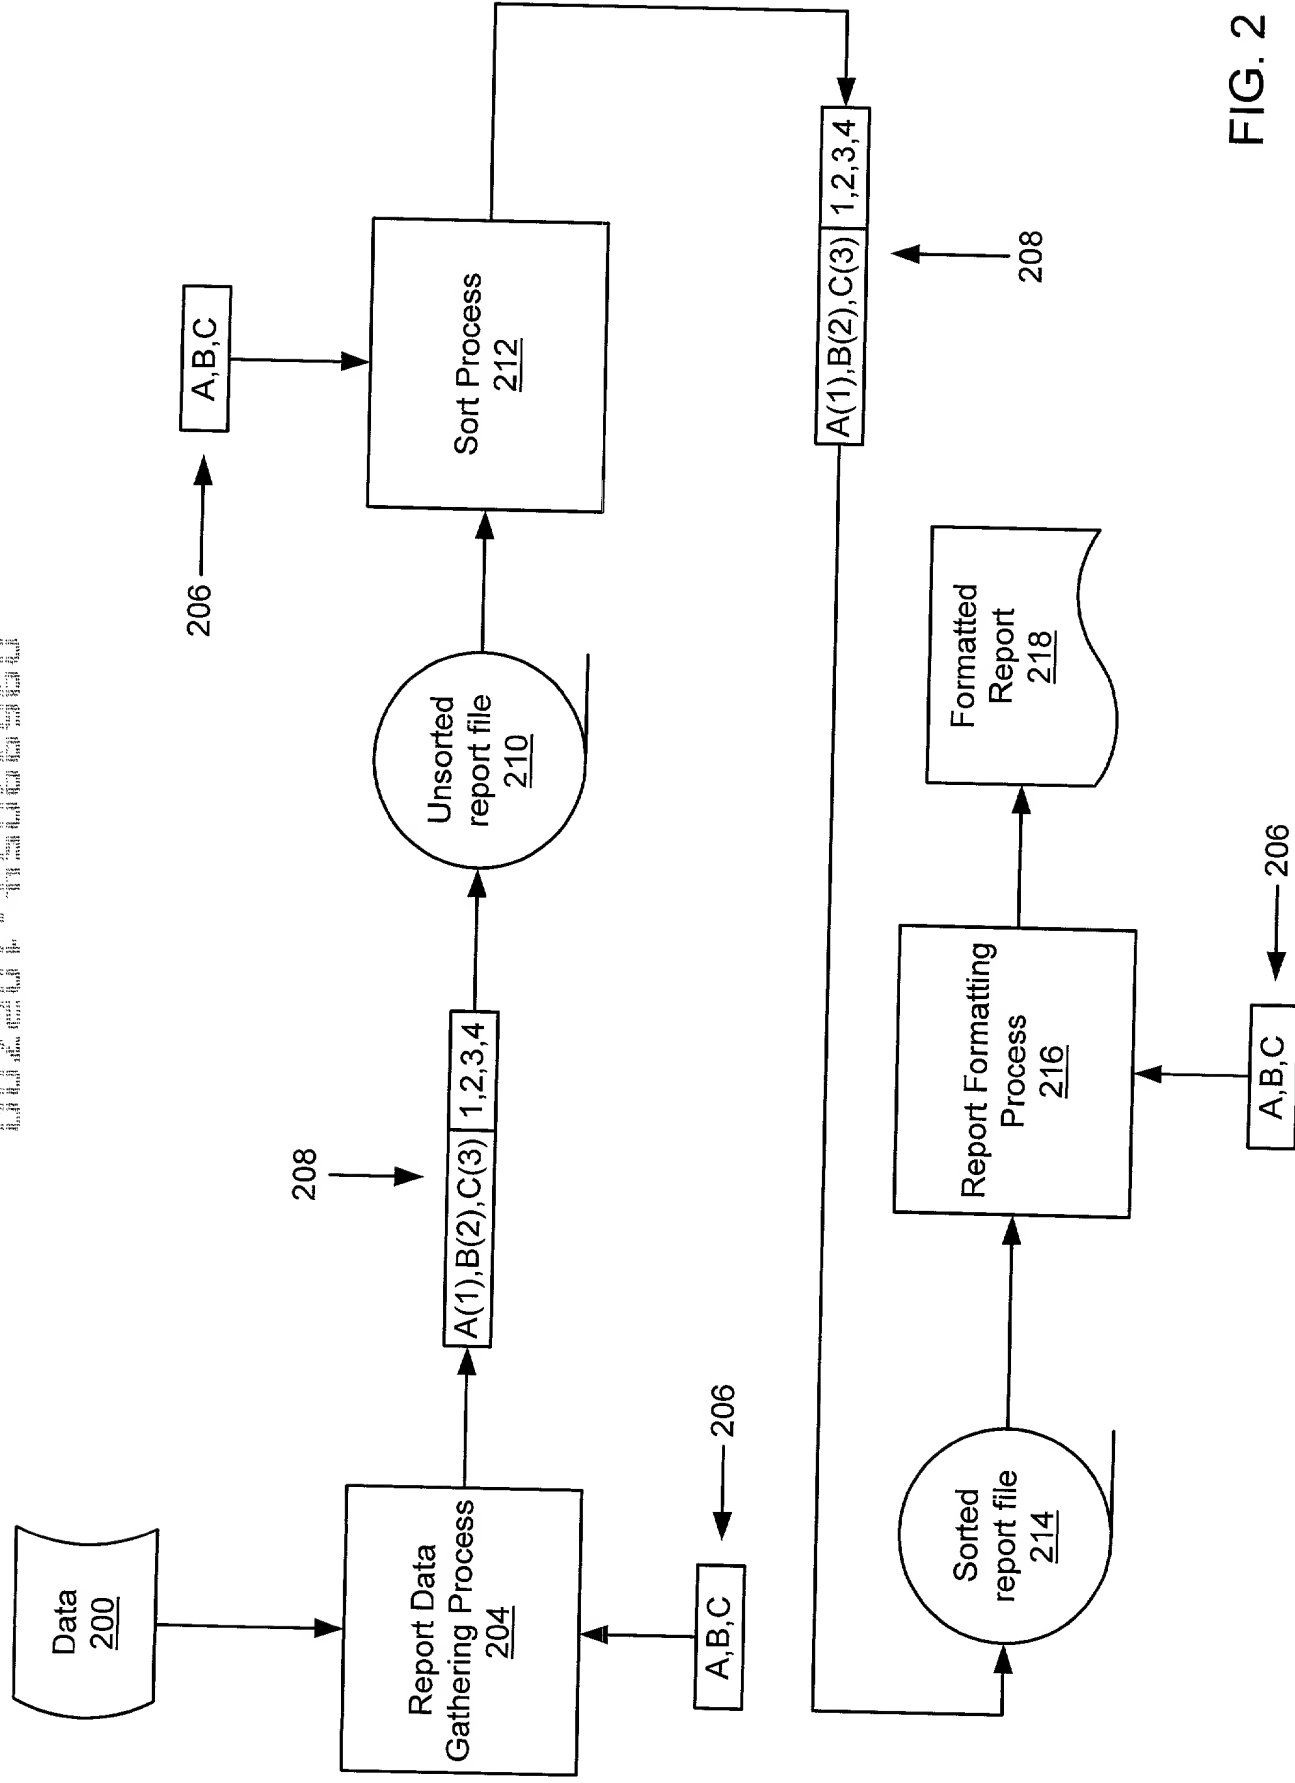 Data
200
Report Data
Gathering Process
204
A,B,C
206
208
A(1),B(2),C(3) 1,2,3,4
Unsorted
report file
210
206
A,B,C
Sort Process
212
A(1),B(2),C(3) 1,2,3,4
208
Sorted
report file
214
Report Formatting
Process
216
A,B,C
206
Formatted
Report
218
FIG. 2